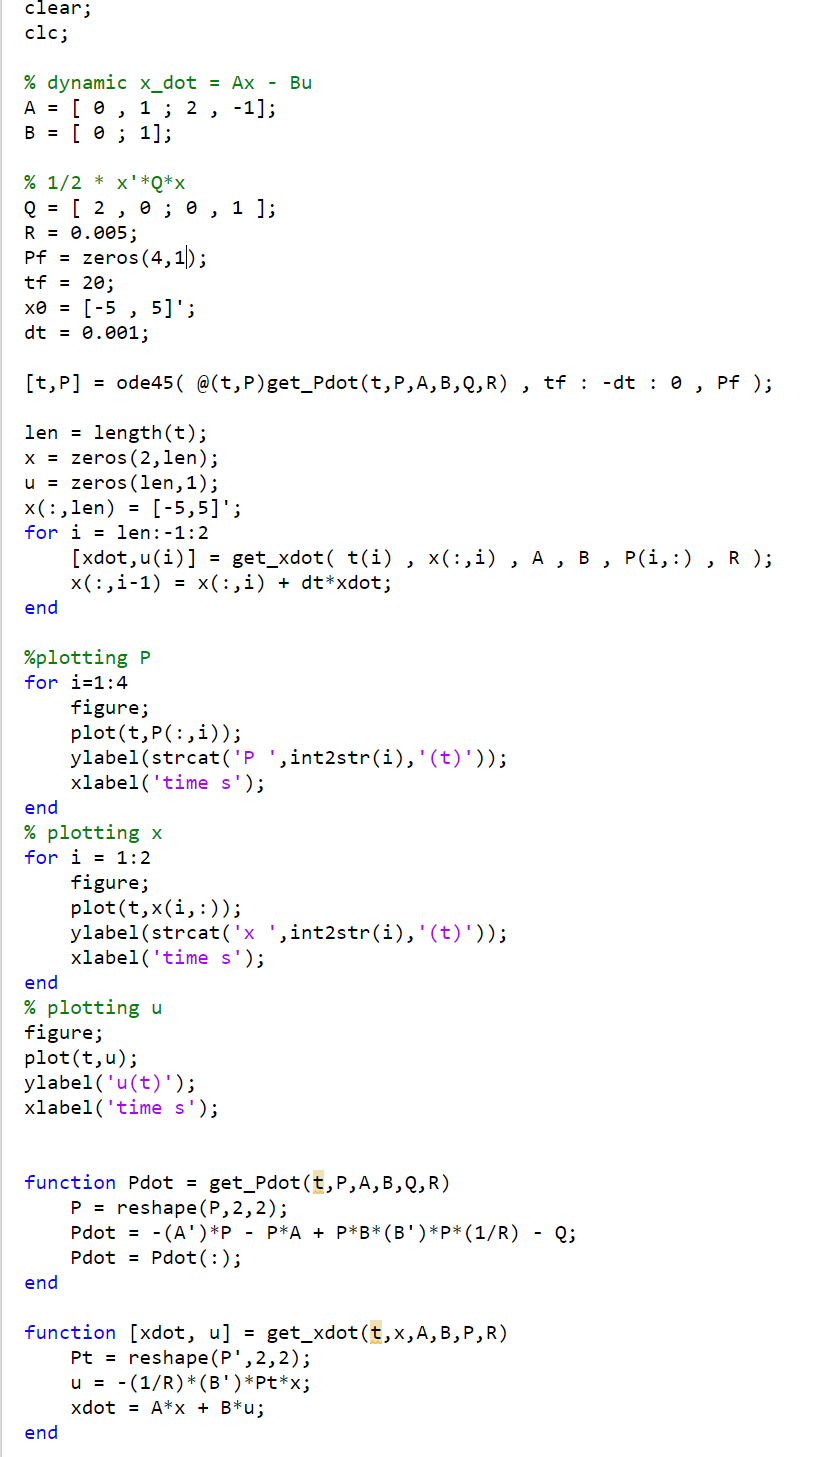 clear;
clc;
% dynamic x_dot = Ax - Bu
A = [ 0 , 1 ; 2 , -1];
B = [ 0 ; 1];
% 1/2 * x'*Q*x
Q = [ 2 , 0 ; 0 , 1 ];
R = 0.005;
Pf = zeros(4,1);
tf = 20;
x0 = [-5 , 5]';
dt = 0.001;
[t,P] = ode45( @(t,P)get_Pdot(t,P,A,B,Q,R) , tf : -dt : 0 , Pf );
len = length(t);
x = zeros(2,len);
u = zeros(len,1);
x(:,len) = [-5,5]';
for i = len:-1:2
    [xdot,u(i)] = get_xdot( t(i) , x(:,i) , A , B , P(i,:) , R );
    x(:,i-1) = x(:,i) + dt*xdot;
end
%plotting P
for i=1:4
    figure;
    plot(t,P(:,i));
    ylabel(strcat('P ',int2str(i),'(t)'));
    xlabel('time s');
end
% plotting x
for i = 1:2
    figure;
    plot(t,x(i,:));
    ylabel(strcat('x ',int2str(i),'(t)'));
    xlabel('time s');
end
% plotting u
figure;
plot(t,u);
ylabel('u(t)');
xlabel('time s');
function Pdot = get_Pdot(t,P,A,B,Q,R)
    P = reshape(P,2,2);
    Pdot = -(A')*P - P*A + P*B*(B')*P*(1/R) - Q;
    Pdot = Pdot(:);
end
function [xdot, u] = get_xdot(t,x,A,B,P,R)
    Pt = reshape(P',2,2);
    u = -(1/R)*(B')*Pt*x;
    xdot = A*x + B*u;
end